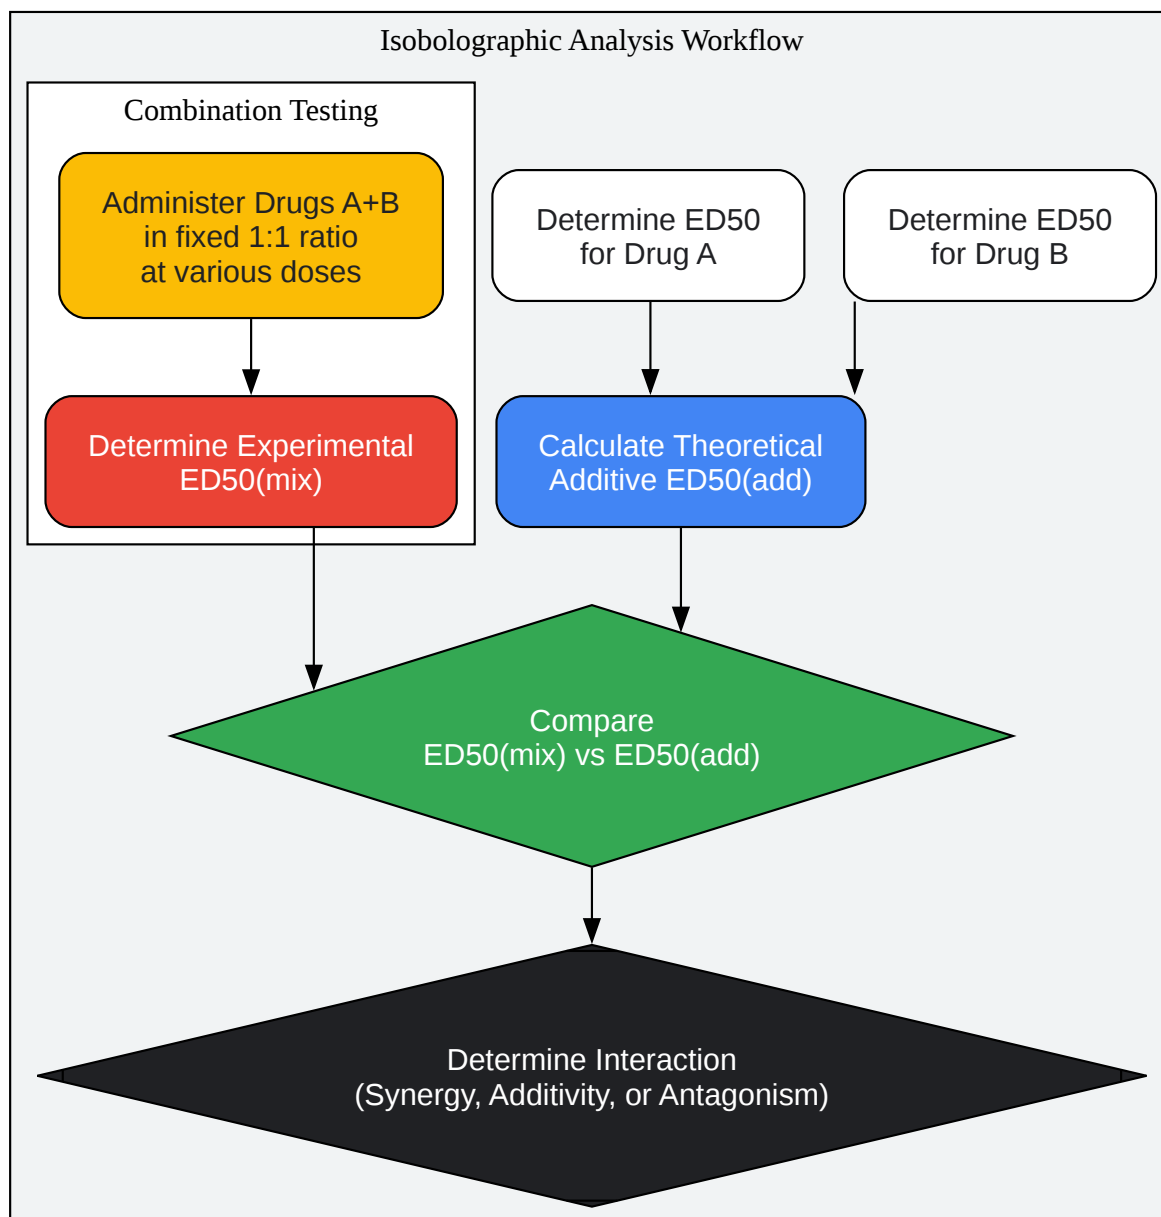 Isobolographic Analysis Workflow
Combination Testing
Administer Drugs A+B
in fixed 1:1 ratio
at various doses
Determine ED50
for Drug A
Determine ED50
for Drug B
Determine Experimental
ED50(mix)
Calculate Theoretical
Additive ED50(add)
Compare
ED50(mix) vs ED50(add)
Determine Interaction
(Synergy, Additivity, or Antagonism)